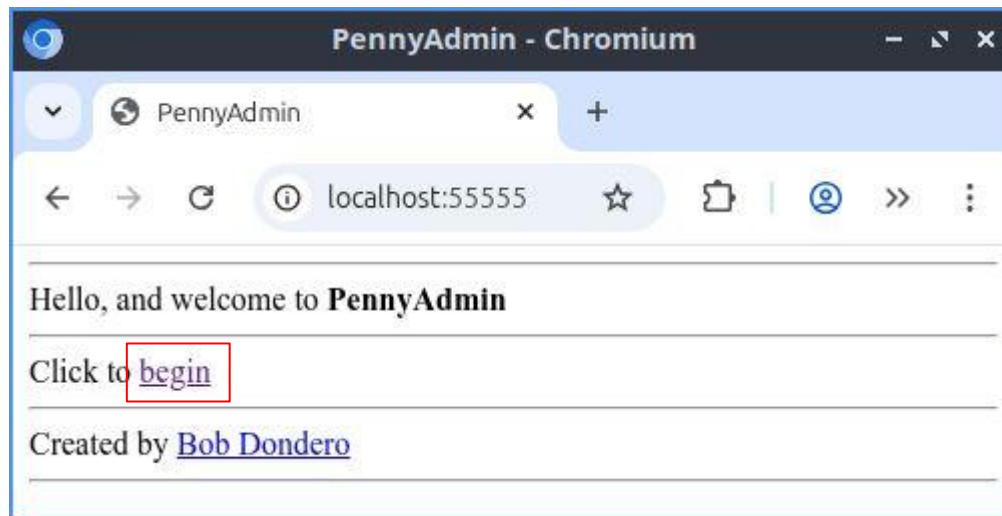 PennyAdmin - Chromium
PennyAdmin
localhost:55555
Hello, and welcome to PennyAdmin
Click to begin
Created by Bob Dondero